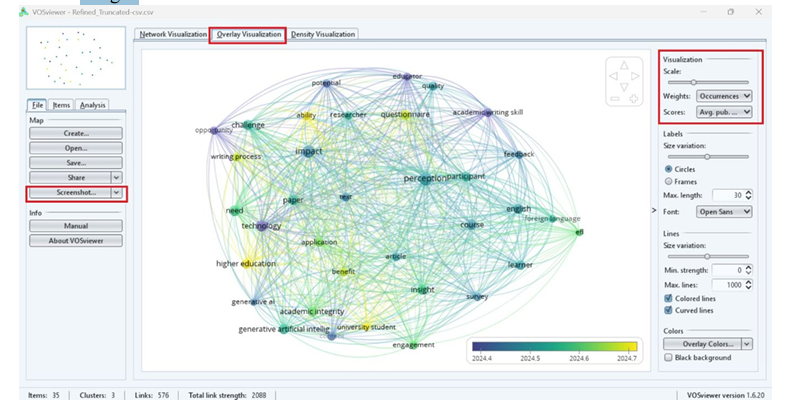 VOSviewer - Refined_Truncated-csv.csv
Network Visualization Overlay Visualization Density Visualization
File Items Analysis
Map
Create...
Open...
Save...
Share
Screenshot...
Info
Manual
About VOSviewer
potential
educator
quality
ability
researcher
questionnaire
academic writing skill
opportunity
challenge
writing process
impact
feedback
perception
participant
paper
text
need
technology
english
foreign language
course
efl
application
article
higher education
benefit
learner
insight
survey
generative ai
academic integrity
generative artificial intellig
university student
engagement
2024.4 2024.5 2024.6 2024.7
Visualization
Scale:
Weights: Occurrences
Scores: Avg. pub. ...
Labels
Size variation:
Circles
Frames
Max. length: 30
Font: Open Sans
Lines
Size variation:
Min. strength: 0
Max. lines: 1000
Colored lines
Curved lines
Colors
Overlay Colors...
Black background
Items: 35 Clusters: 3 Links: 576 Total link strength: 2088 VOSviewer version 1.6.20